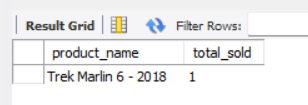 Result Grid Filter Rows:
product_name total_sold
Trek Marlin 6 - 2018 1